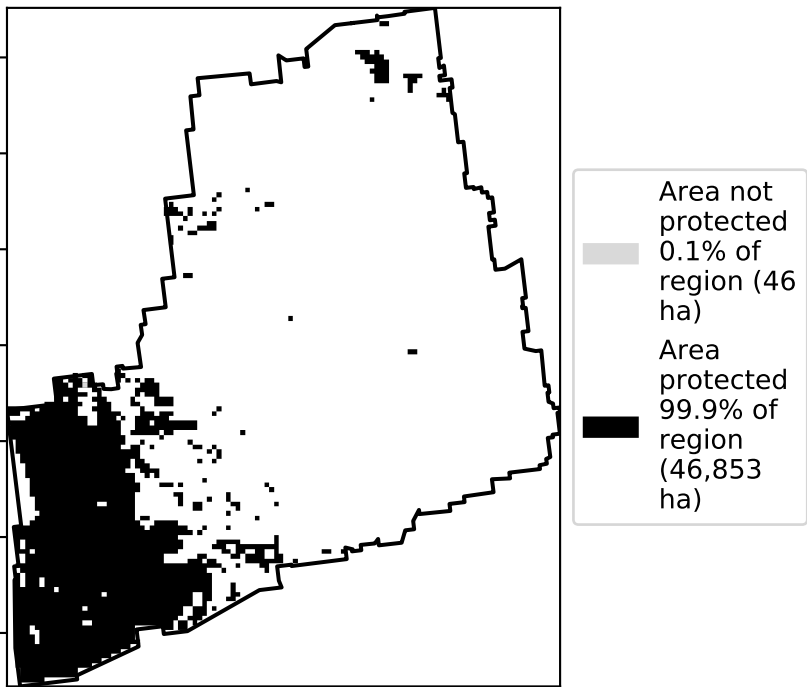 Area not
protected
0.1% of
region (46
ha)
Area
protected
99.9% of
region
(46,853
ha)